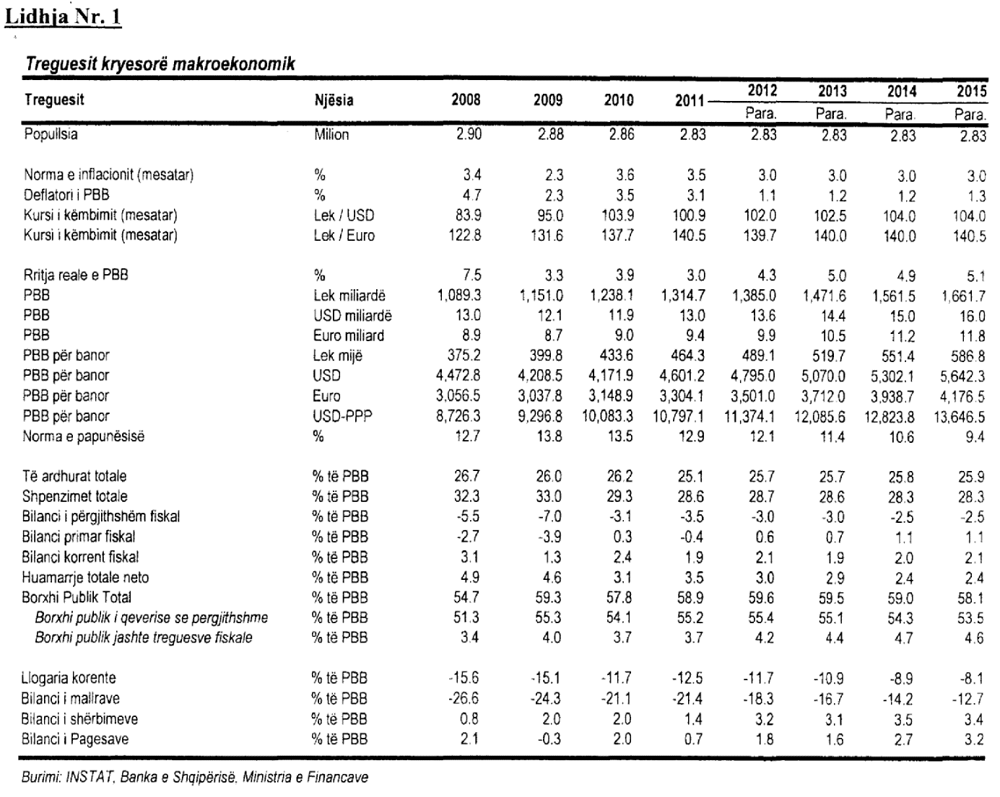 Lidhja Nr. 1
Treguesit kryesorë makroekonomik
Treguesit Njësia 2008 2009 2010 2011 2012 2013 2014 2015
Para. Para. Para. Para.
Popullsia Milion 2.90 2.88 2.86 2.83 2.83 2.83 2.83 2.83
Norma e inflacionit (mesatar) % 3.4 2.3 3.6 3.5 3.0 3.0 3.0 3.0
Deflatori i PBB % 4.7 2.3 3.5 3.1 1.1 1.2 1.2 1.3
Kursi i këmbimit (mesatar) Lek / USD 83.9 95.0 103.9 100.9 102.0 102.5 104.0 104.0
Kursi i këmbimit (mesatar) Lek / Euro 122.8 131.6 137.7 140.5 139.7 140.0 140.0 140.5
Rritja reale e PBB % 7.5 3.3 3.9 3.0 4.3 5.0 4.9 5.1
PBB Lek miliardë 1,089.3 1,151.0 1,238.1 1,314.7 1,385.0 1,471.6 1,561.5 1,661.7
PBB USD miliardë 13.0 12.1 11.9 13.0 13.6 14.4 15.0 16.0
PBB Euro miliard 8.9 8.7 9.0 9.4 9.9 10.5 11.2 11.8
PBB për banor Lek mijë 375.2 399.8 433.6 464.3 489.1 519.7 551.4 586.8
PBB për banor USD 4,472.8 4,208.5 4,171.9 4,601.2 4,795.0 5,070.0 5,302.1 5,642.3
PBB për banor Euro 3,056.5 3,037.8 3,148.9 3,304.1 3,501.0 3,712.0 3,938.7 4,176.5
PBB për banor USD-PPP 8,726.3 9,296.8 10,083.3 10,797.1 11,374.1 12,085.6 12,823.8 13,646.5
Norma e papunësisë % 12.7 13.8 13.5 12.9 12.1 11.4 10.6 9.4
Të ardhurat totale % të PBB 26.7 26.0 26.2 25.1 25.7 25.7 25.8 25.9
Shpenzimet totale % të PBB 32.3 33.0 29.3 28.6 28.7 28.6 28.3 28.3
Bilanci i përgjithshëm fiskal % të PBB -5.5 -7.0 -3.1 -3.5 -3.0 -3.0 -2.5 -2.5
Bilanci primar fiskal % të PBB -2.7 -3.9 0.3 -0.4 0.6 0.7 1.1 1.1
Bilanci korrent fiskal % të PBB 3.1 1.3 2.4 1.9 2.1 1.9 2.0 2.1
Huamarrje totale neto % të PBB 4.9 4.6 3.1 3.5 3.0 2.9 2.4 2.4
Borxhi Publik Total % të PBB 54.7 59.3 57.8 58.9 59.6 59.5 59.0 58.1
Borxhi publik i qeverise se pergjithshme % të PBB 51.3 55.3 54.1 55.2 55.4 55.1 54.3 53.5
Borxhi publik jashte treguesve fiskale % të PBB 3.4 4.0 3.7 3.7 4.2 4.4 4.7 4.6
Llogaria korente % të PBB -15.6 -15.1 -11.7 -12.5 -11.7 -10.9 -8.9 -8.1
Bilanci i mallrave % të PBB -26.6 -24.3 -21.1 -21.4 -18.3 -16.7 -14.2 -12.7
Bilanci i shërbimeve % të PBB 0.8 2.0 2.0 1.4 3.2 3.1 3.5 3.4
Bilanci i Pagesave % të PBB 2.1 -0.3 2.0 0.7 1.8 1.6 2.7 3.2
Burimi: INSTAT, Banka e Shqipërisë, Ministria e Financave